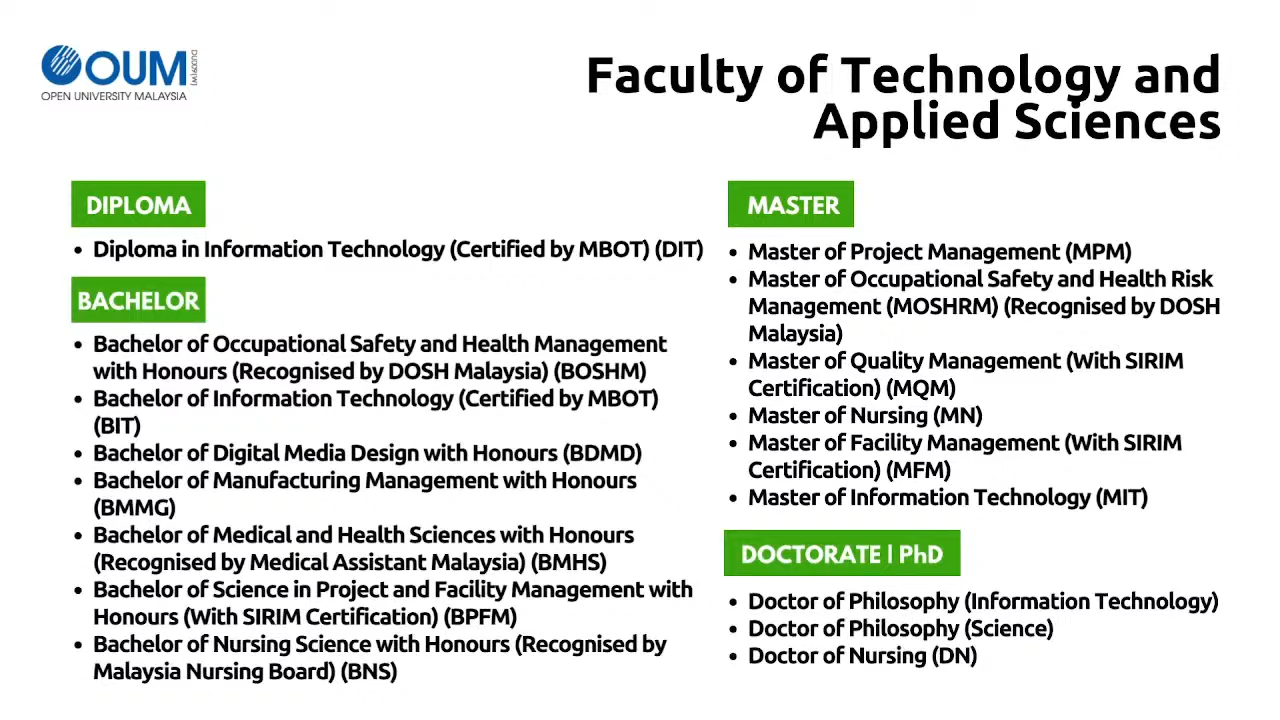 OUM
DU009(W)
OPEN UNIVERSITY MALAYSIA
Faculty of Technology and
Applied Sciences
DIPLOMA
• Diploma in Information Technology (Certified by MBOT) (DIT)
BACHELOR
• Bachelor of Occupational Safety and Health Management
with Honours (Recognised by DOSH Malaysia) (BOSHM)
• Bachelor of Information Technology (Certified by MBOT)
(BIT)
• Bachelor of Digital Media Design with Honours (BDMD)
• Bachelor of Manufacturing Management with Honours
(BMMG)
• Bachelor of Medical and Health Sciences with Honours
(Recognised by Medical Assistant Malaysia) (BMHS)
• Bachelor of Science in Project and Facility Management with
Honours (With SIRIM Certification) (BPFM)
• Bachelor of Nursing Science with Honours (Recognised by
Malaysia Nursing Board) (BNS)
MASTER
• Master of Project Management (MPM)
• Master of Occupational Safety and Health Risk
Management (MOSHRM) (Recognised by DOSH
Malaysia)
• Master of Quality Management (With SIRIM
Certification) (MQM)
• Master of Nursing (MN)
• Master of Facility Management (With SIRIM
Certification) (MFM)
• Master of Information Technology (MIT)
DOCTORATE | PhD
• Doctor of Philosophy (Information Technology)
• Doctor of Philosophy (Science)
• Doctor of Nursing (DN)